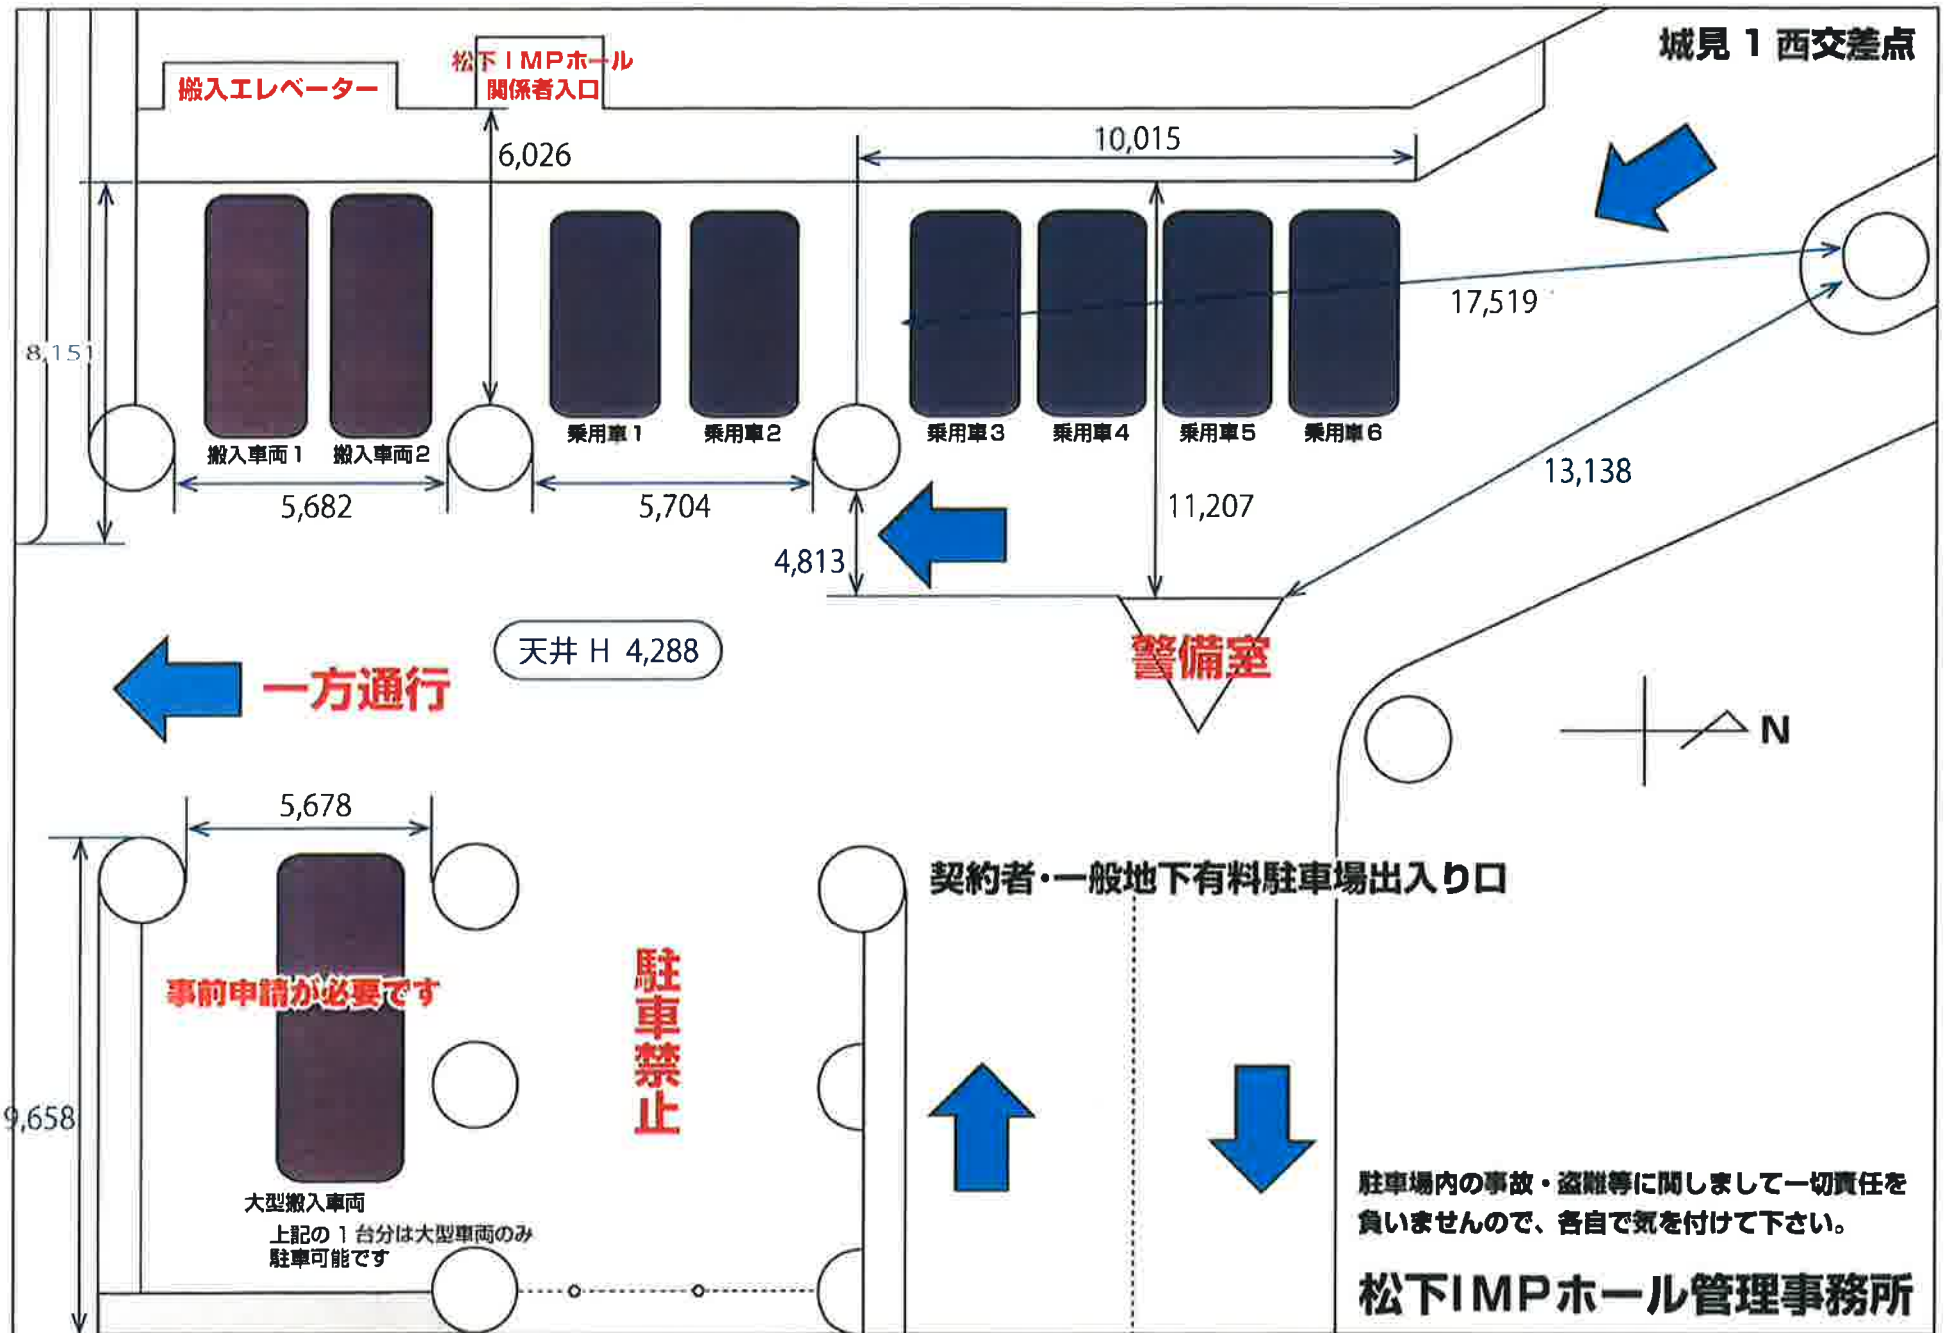 城見1西交差点
松下IMPホール
関係者入口
搬入エレベーター
10,015
6,026
17,519
8,151
乗用車1
乗用車2
乗用車3
乗用車4
乗用車5
乗用車6
搬入車両1
搬入車両2
13,138
5,682
5,704
11,207
4,813
天井 H 4,288
警備室
一方通行
N
5,678
契約者・一般地下有料駐車場出入り口
事前申請が必要です
駐車禁止
9,658
大型搬入車両
上記の1台分は大型車両のみ
駐車可能です
駐車場内の事故・盗難等に関しまして一切責任を
負いませんので、各自で気を付けて下さい。
松下IMPホール管理事務所